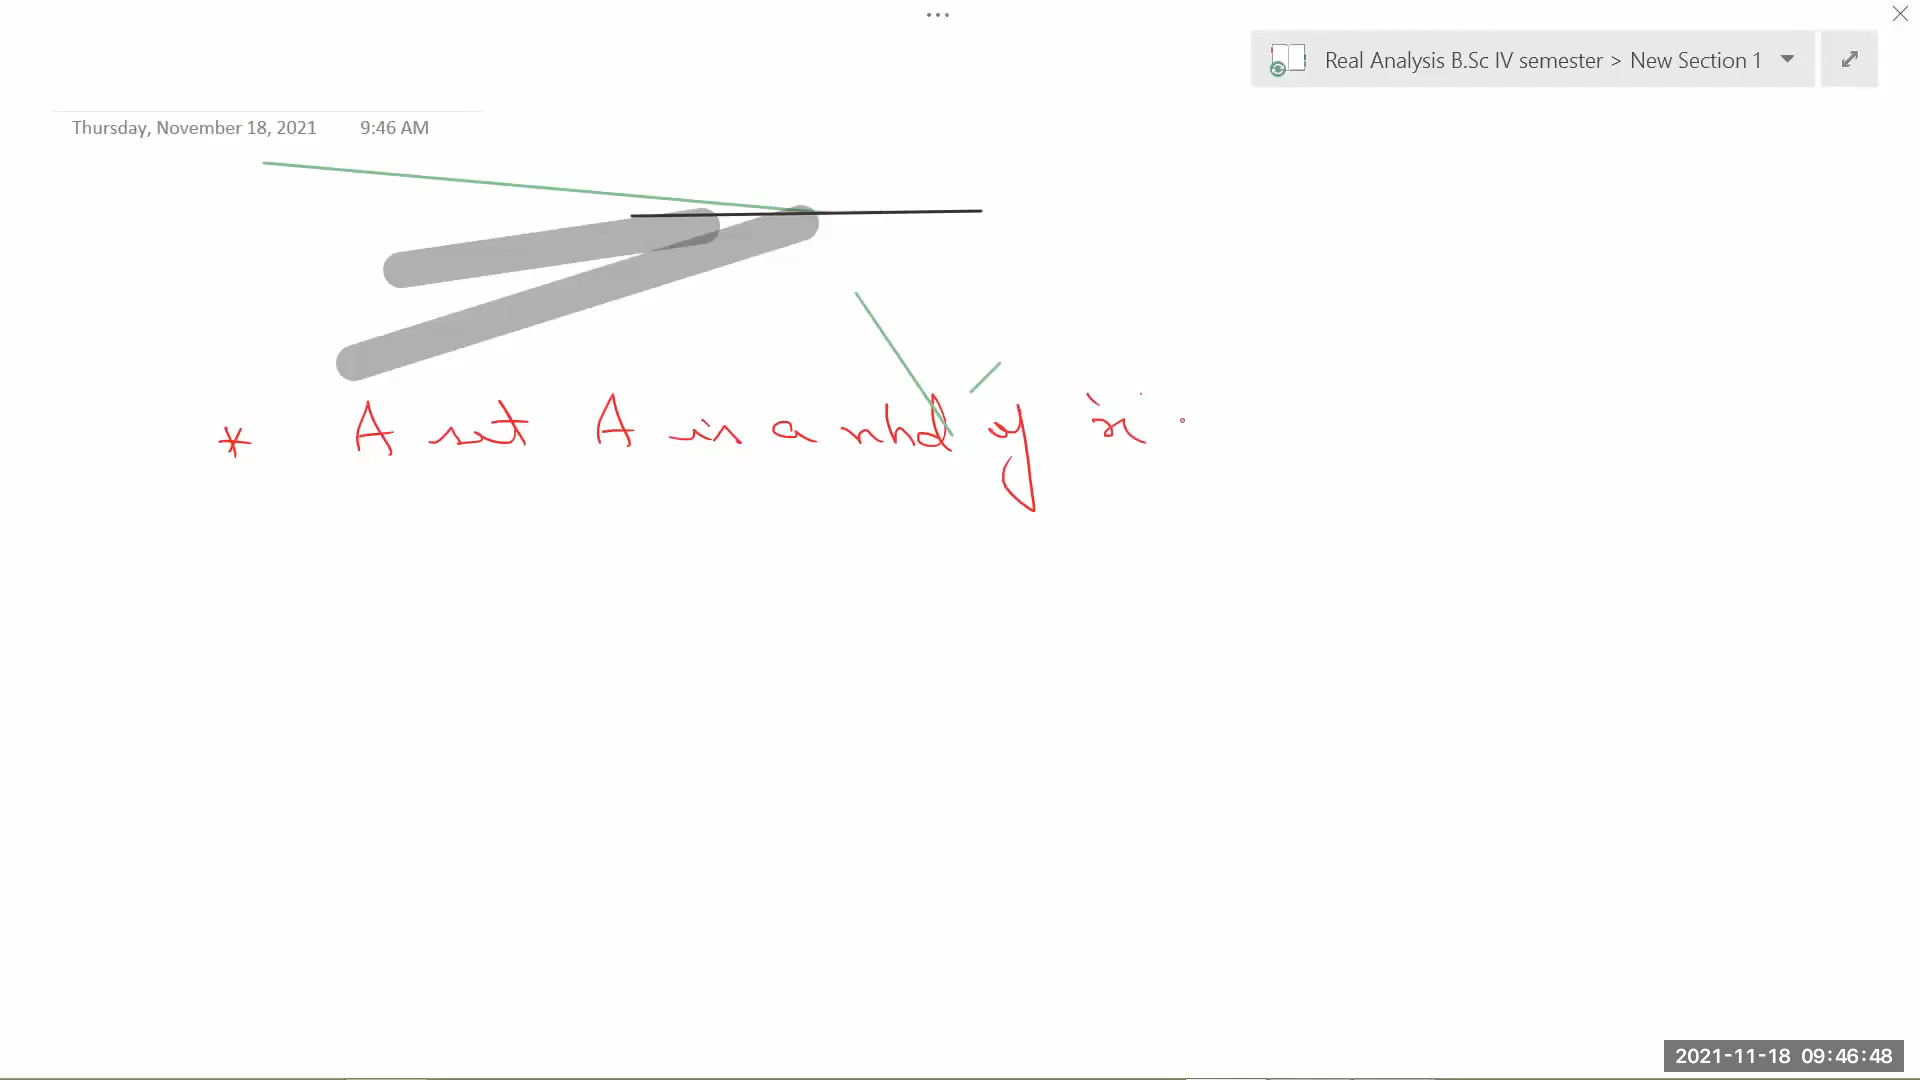 Real Analysis B.Sc IV semester > New Section 1
Thursday, November 18, 2021 9:46 AM
* A set A is a nhd of 'x'
2021-11-18 09:46:48